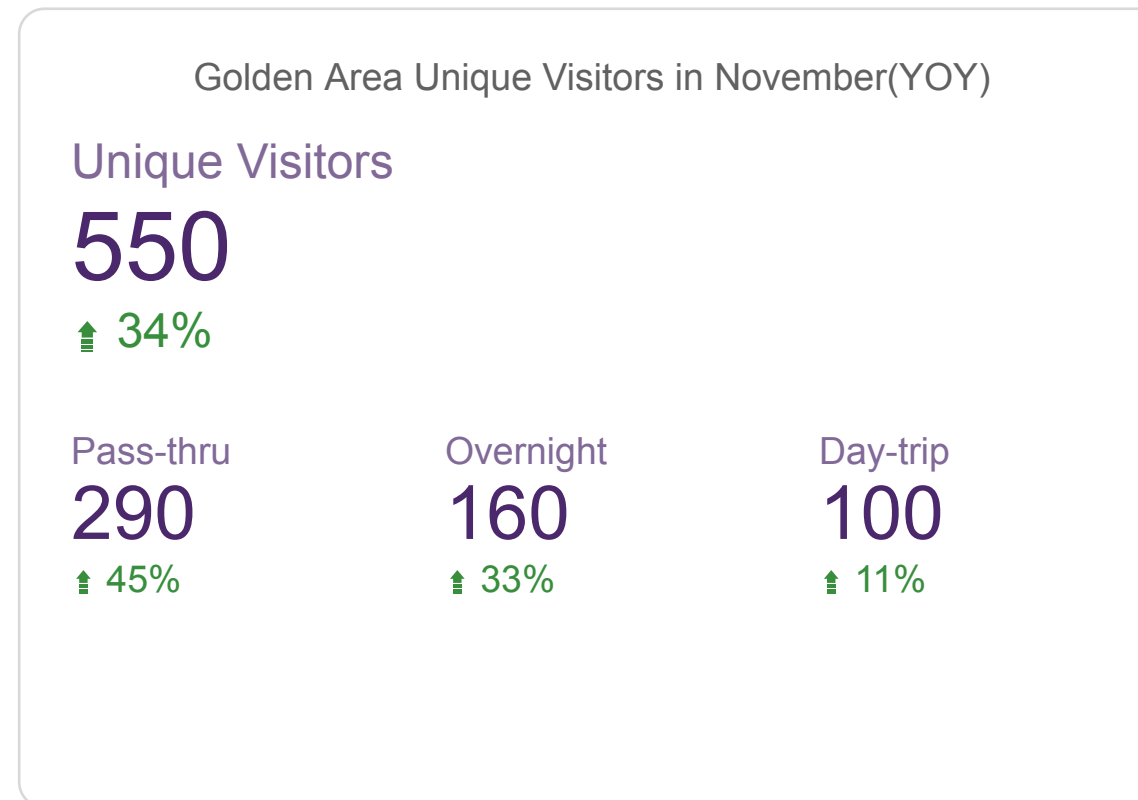 Golden Area Unique Visitors in November(YOY)
Unique Visitors
550
34%
Pass-thru Overnight Day-trip
290 160 100
45% 33% 11%